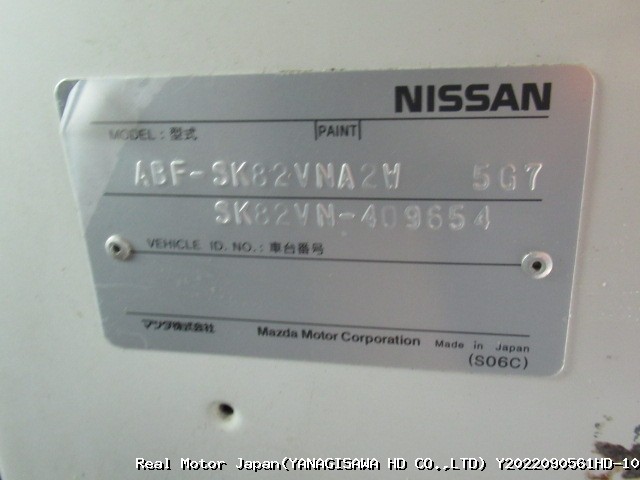 NISSAN
MODEL : 型式 PAINT
ABF-SK82VNA2W 5G7
SK82VN-409654
VEHICLE ID. NO. : 車台番号
マツダ株式会社 Mazda Motor Corporation Made in Japan
(S06C)
Real Motor Japan(YANAGISAWA HD CO.,LTD) Y2022090561HD-10